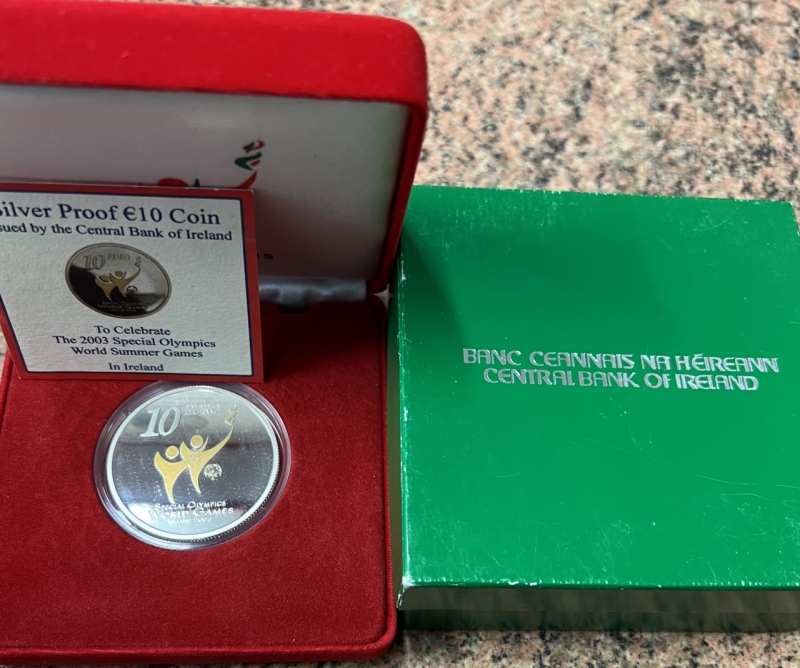 Silver Proof €10 Coin
sued by the Central Bank of Ireland
10 EURO
To Celebrate
The 2003 Special Olympics
World Summer Games
In Ireland
10 EURO
SPECIAL OLYMPICS
WORLD GAMES
BANC CEANNAIS NA HÉIREANN
CENTRAL BANK OF IRELAND